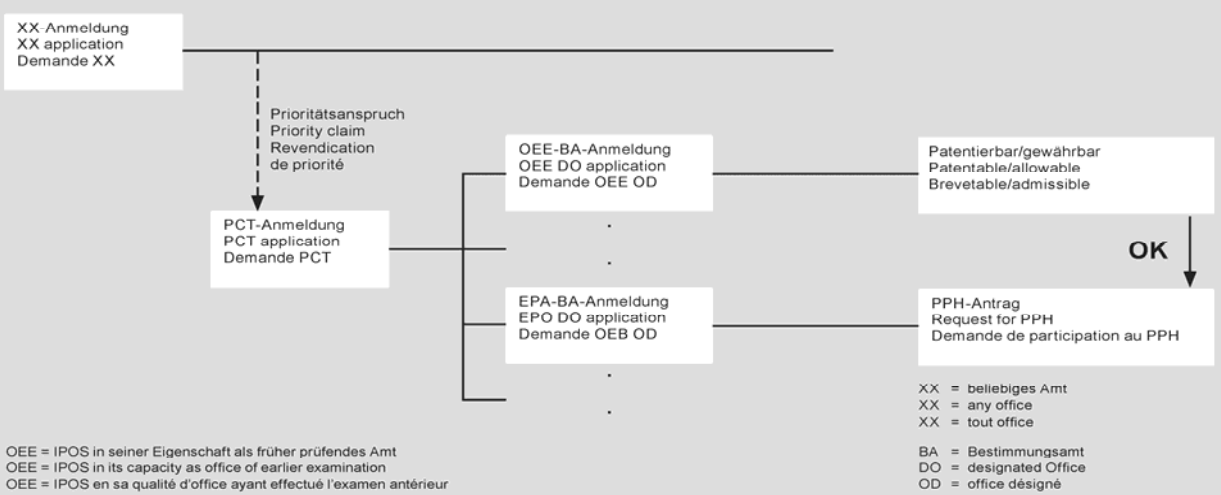 XX-Anmeldung
XX application
Demande XX
Prioritätsanspruch
Priority claim
Revendication
de priorité
PCT-Anmeldung
PCT application
Demande PCT
OEE-BA-Anmeldung
OEE DO application
Demande OEE OD
Patentierbar/gewährbar
Patentable/allowable
Brevetable/admissible
OK
EPA-BA-Anmeldung
EPO DO application
Demande OEB OD
PPH-Antrag
Request for PPH
Demande de participation au PPH
XX = beliebiges Amt
XX = any office
XX = tout office
OEE = IPOS in seiner Eigenschaft als früher prüfendes Amt
OEE = IPOS in its capacity as office of earlier examination
OEE = IPOS en sa qualité d'office ayant effectué l'examen antérieur
BA = Bestimmungsamt
DO = designated Office
OD = office désigné